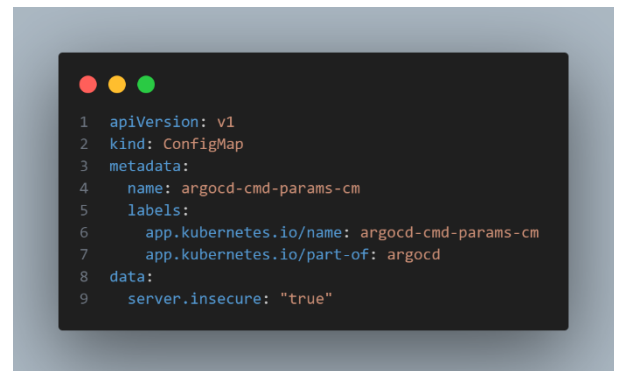 1 apiVersion: v1
2 kind: ConfigMap
3 metadata:
4   name: argocd-cmd-params-cm
5   labels:
6     app.kubernetes.io/name: argocd-cmd-params-cm
7     app.kubernetes.io/part-of: argocd
8 data:
9   server.insecure: "true"